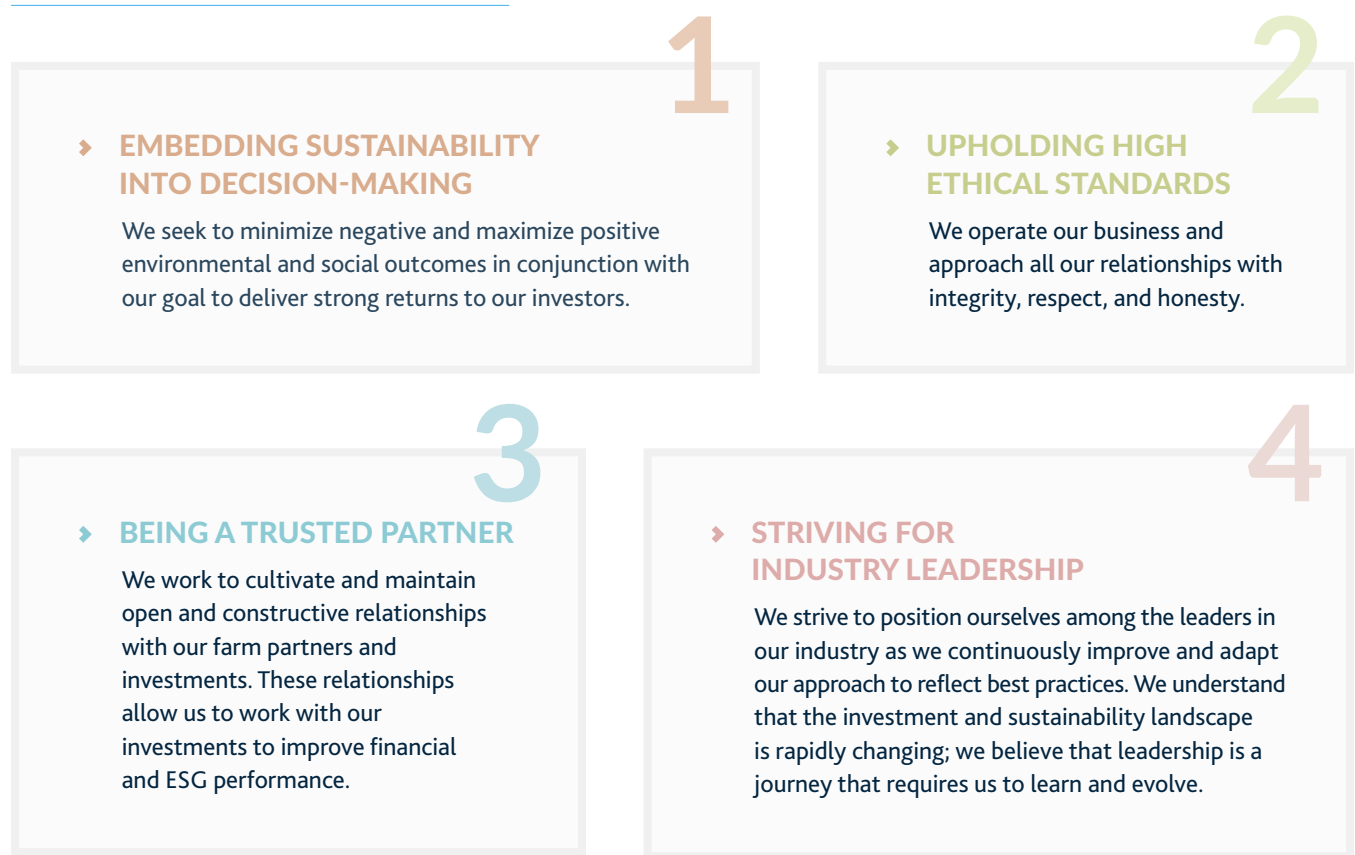 1
EMBEDDING SUSTAINABILITY
INTO DECISION-MAKING
We seek to minimize negative and maximize positive
environmental and social outcomes in conjunction with
our goal to deliver strong returns to our investors.
2
UPHOLDING HIGH
ETHICAL STANDARDS
We operate our business and
approach all our relationships with
integrity, respect, and honesty.
3
BEING A TRUSTED PARTNER
We work to cultivate and maintain
open and constructive relationships
with our farm partners and
investments. These relationships
allow us to work with our
investments to improve financial
and ESG performance.
4
STRIVING FOR
INDUSTRY LEADERSHIP
We strive to position ourselves among the leaders in
our industry as we continuously improve and adapt
our approach to reflect best practices. We understand
that the investment and sustainability landscape
is rapidly changing; we believe that leadership is a
journey that requires us to learn and evolve.